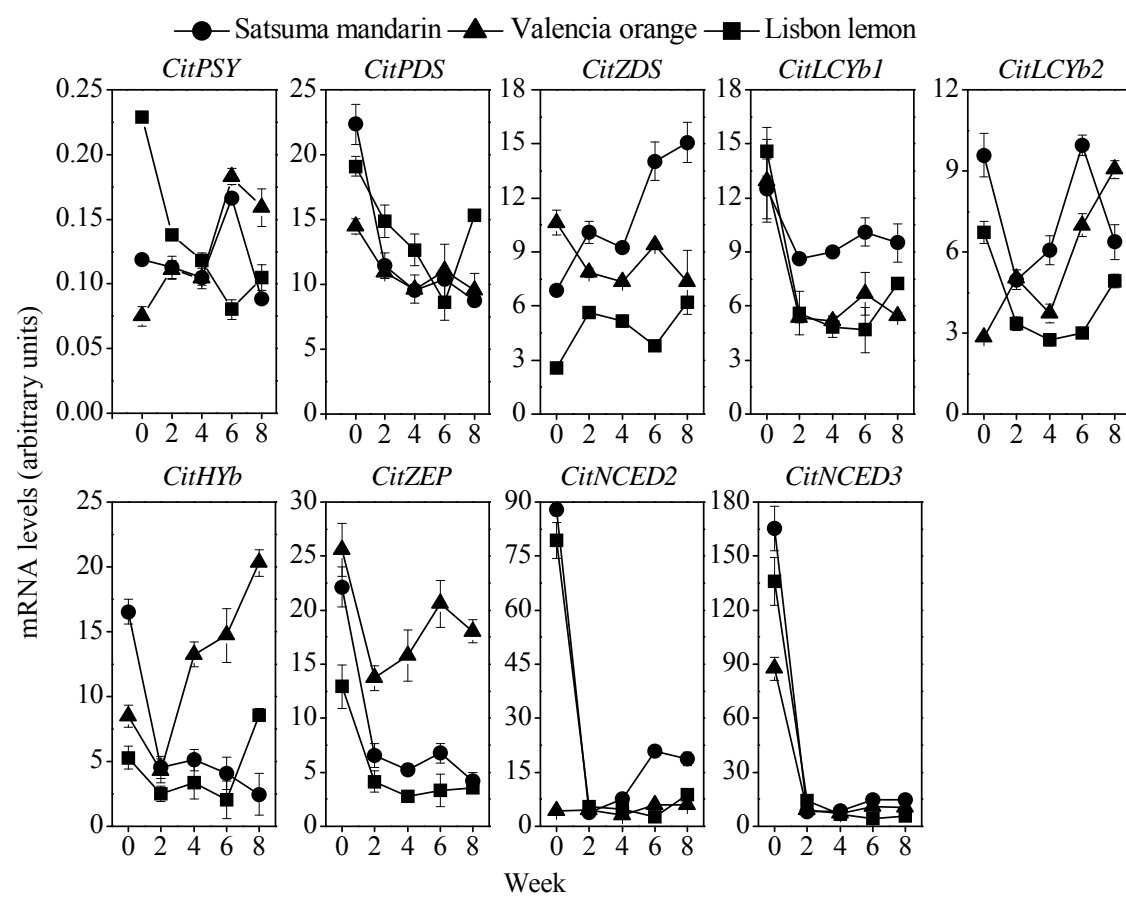 Satsuma mandarin Valencia orange Lisbon lemon
CitPSY CitPDS CitZDS CitLCYb1 CitLCYb2
0.25 25 18 18 12
0.20 20 15 15 9
0.15 15 12 12 6
0.10 10 9 9 3
0.05 5 6 6 0
0.00 0 3 3
0 0
0 2 4 6 8 0 2 4 6 8 0 2 4 6 8 0 2 4 6 8 0 2 4 6 8
mRNA levels (arbitrary units)
CitHYb CitZEP CitNCED2 CitNCED3
25 30 90 180
20 25 75 150
15 20 60 120
10 15 45 90
5 10 30 60
0 5 15 30
0 0 0
0 2 4 6 8 0 2 4 6 8 0 2 4 6 8 0 2 4 6 8
Week